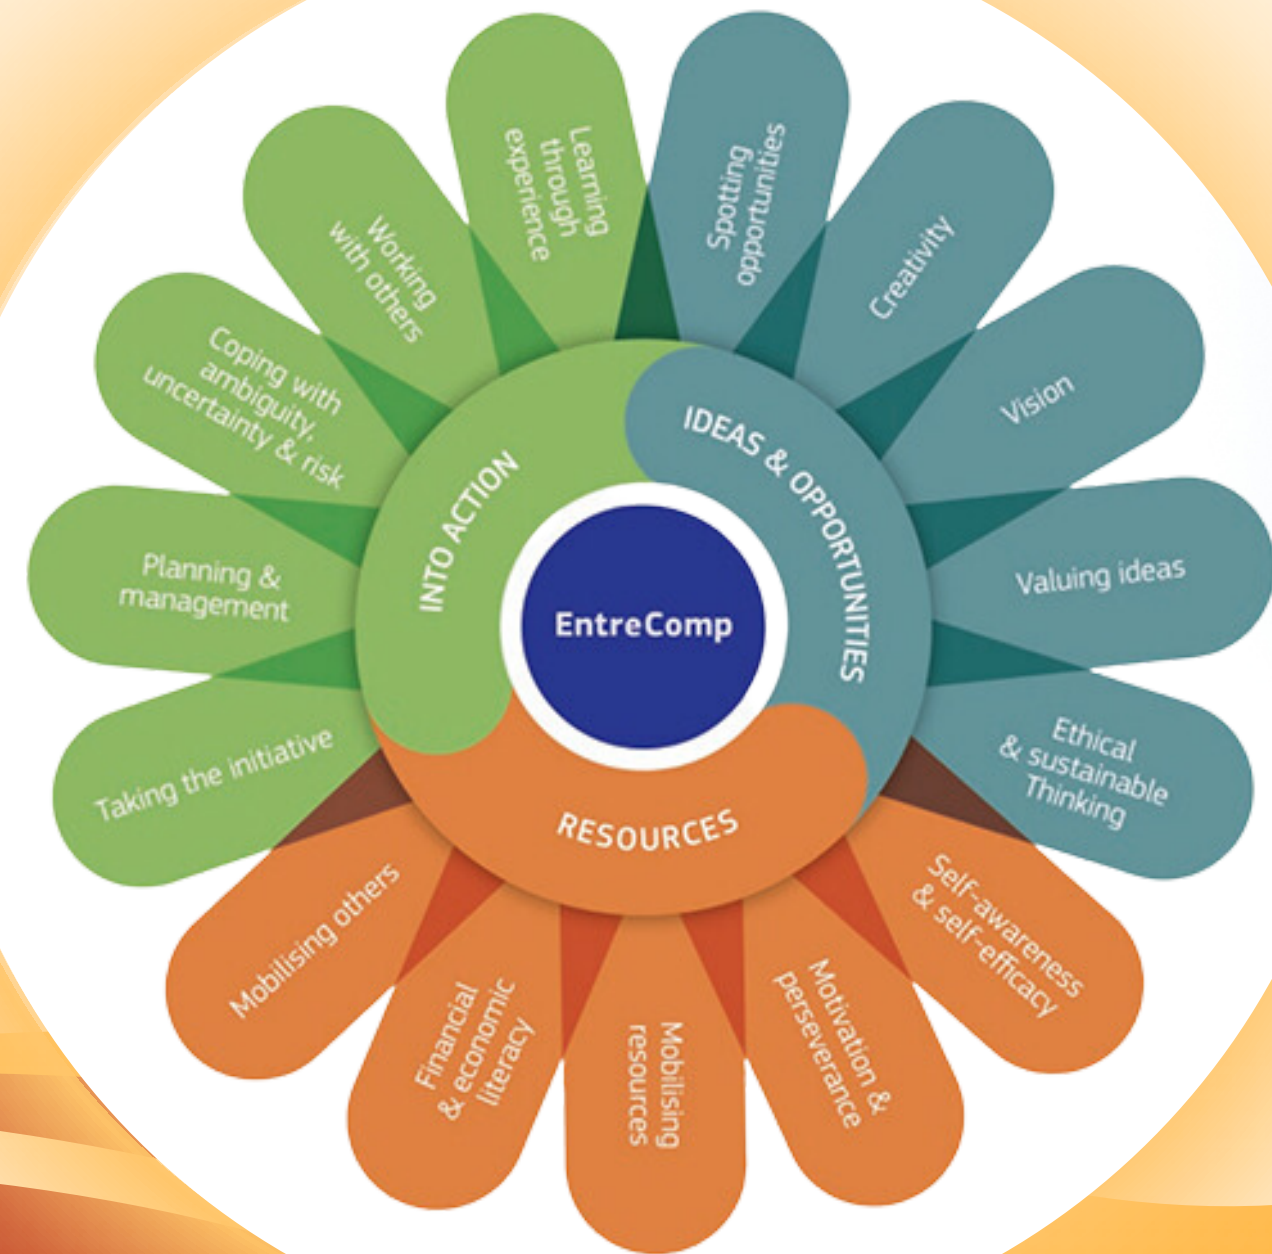 EntreComp
IDEAS & OPPORTUNITIES
Spotting
opportunities
Creativity
Vision
Valuing ideas
Ethical
& sustainable
Thinking
RESOURCES
Self-awareness
& self-efficacy
Motivation &
perseverance
Mobilising
resources
Financial
& economic
literacy
Mobilising others
INTO ACTION
Taking the initiative
Planning &
management
Coping with
ambiguity,
uncertainty & risk
Working
with others
Learning
through
experience